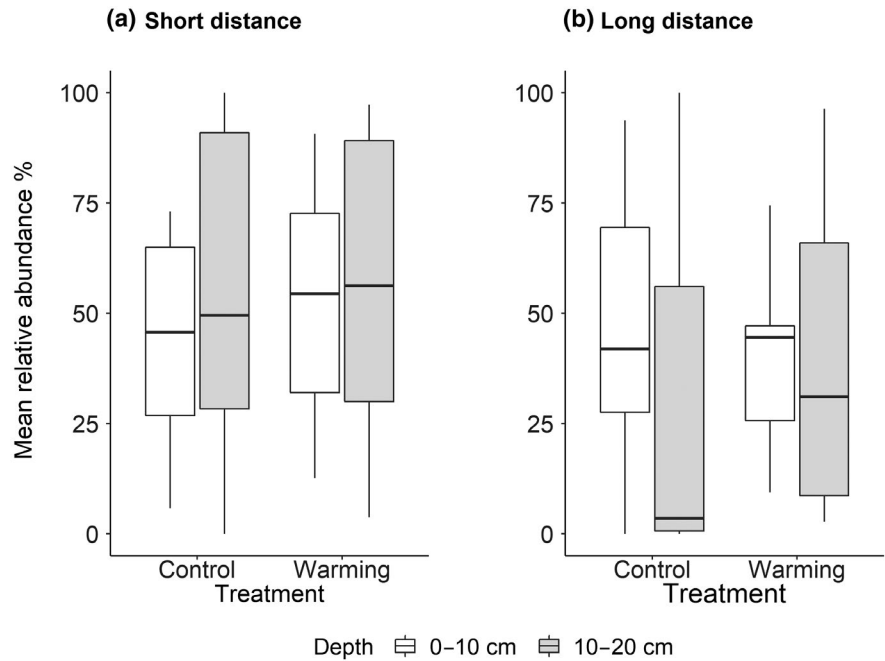 (a) Short distance
(b) Long distance
Mean relative abundance %
100
75
50
25
0
Control
Warming
Treatment
100
75
50
25
0
Control
Warming
Treatment
Depth 0–10 cm 10–20 cm